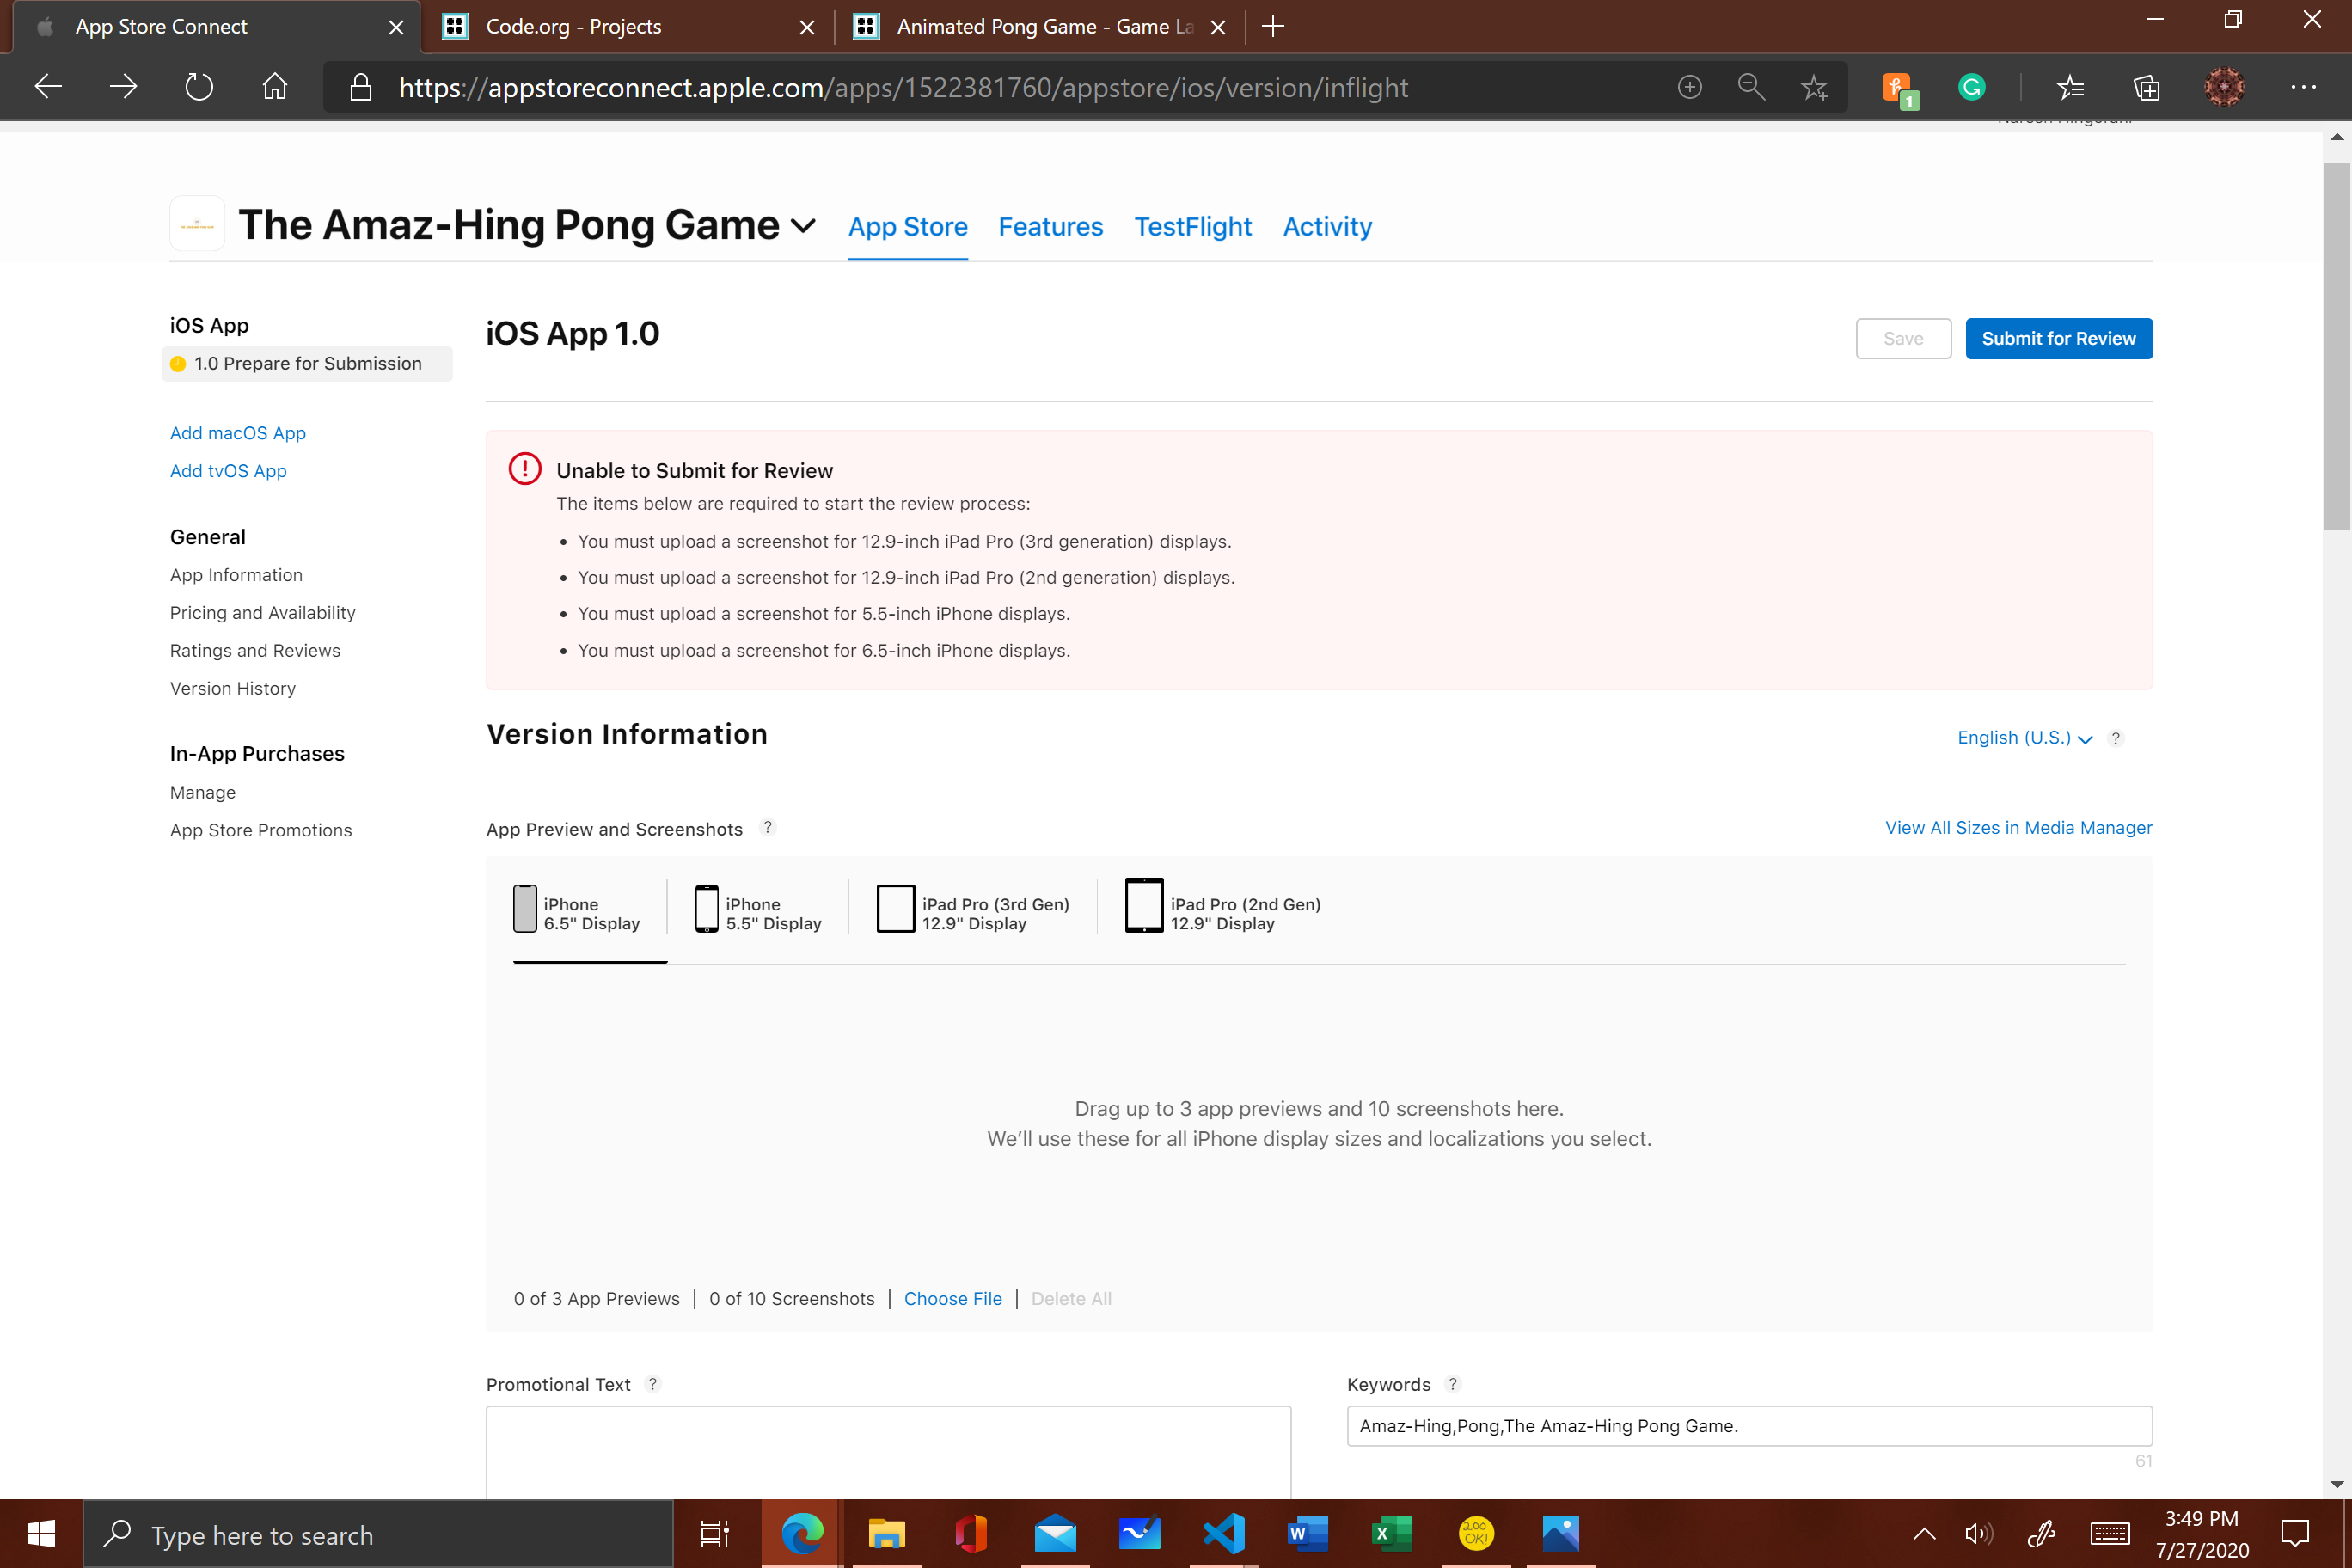 App Store Connect
Code.org - Projects
Animated Pong Game - Game La
https://appstoreconnect.apple.com/apps/1522381760/appstore/ios/version/inflight
1
The Amaz-Hing Pong Game
App Store
Features
TestFlight
Activity
iOS App
1.0 Prepare for Submission
Add macOS App
Add tvOS App
General
App Information
Pricing and Availability
Ratings and Reviews
Version History
In-App Purchases
Manage
App Store Promotions
iOS App 1.0
Save
Submit for Review
Unable to Submit for Review
The items below are required to start the review process:
• You must upload a screenshot for 12.9-inch iPad Pro (3rd generation) displays.
• You must upload a screenshot for 12.9-inch iPad Pro (2nd generation) displays.
• You must upload a screenshot for 5.5-inch iPhone displays.
• You must upload a screenshot for 6.5-inch iPhone displays.
Version Information
English (U.S.)
?
App Preview and Screenshots ?
View All Sizes in Media Manager
iPhone
6.5" Display
iPhone
5.5" Display
iPad Pro (3rd Gen)
12.9" Display
iPad Pro (2nd Gen)
12.9" Display
Drag up to 3 app previews and 10 screenshots here.
We’ll use these for all iPhone display sizes and localizations you select.
0 of 3 App Previews | 0 of 10 Screenshots | Choose File | Delete All
Promotional Text ?
Keywords ?
Amaz-Hing,Pong,The Amaz-Hing Pong Game.
61
Type here to search
200
OK!
3:49 PM
7/27/2020